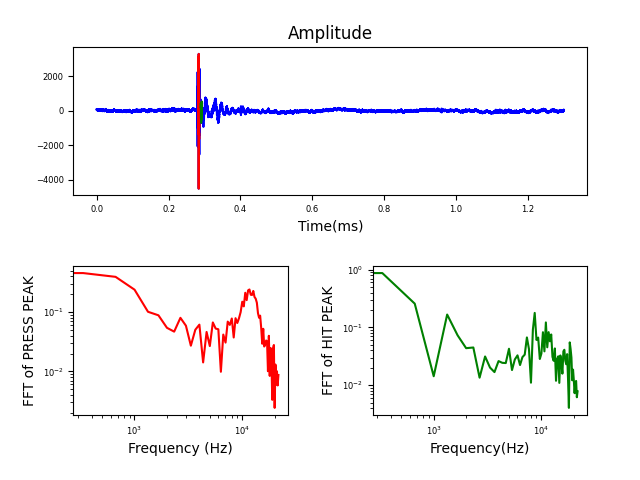 Amplitude
2000
0
−2000
−4000
0.0 0.2 0.4 0.6 0.8 1.0 1.2
Time(ms)
FFT of PRESS PEAK
10⁻¹
10⁻²
10³ 10⁴
Frequency (Hz)
FFT of HIT PEAK
10⁰
10⁻¹
10⁻²
10³ 10⁴
Frequency(Hz)